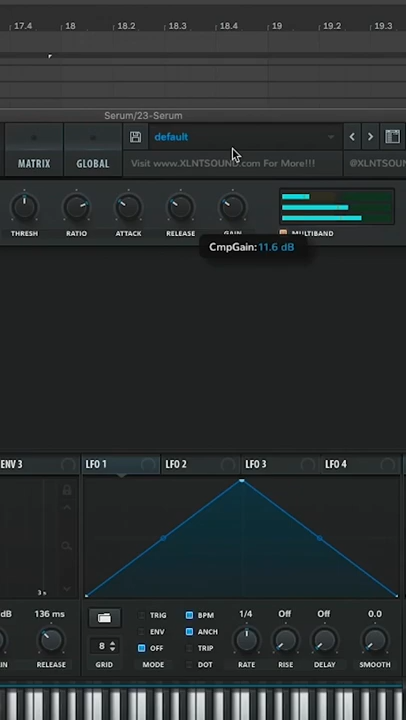 17.4 18 18.2 18.3 18.4 19 19.2 19.3
Serum/23-Serum
MATRIX GLOBAL default
Visit www.XLNTSOUND.com For More!!! @XLNTSOUN
THRESH RATIO ATTACK RELEASE GAIN MULTIBAND
CmpGain: 11.6 dB
ENV 3 LFO 1 LFO 2 LFO 3 LFO 4
3 s
dB 136 ms TRIG BPM 1/4 Off Off 0.0
ENV ANCH
8 OFF TRIP
RELEASE GRID MODE DOT RATE RISE DELAY SMOOTH